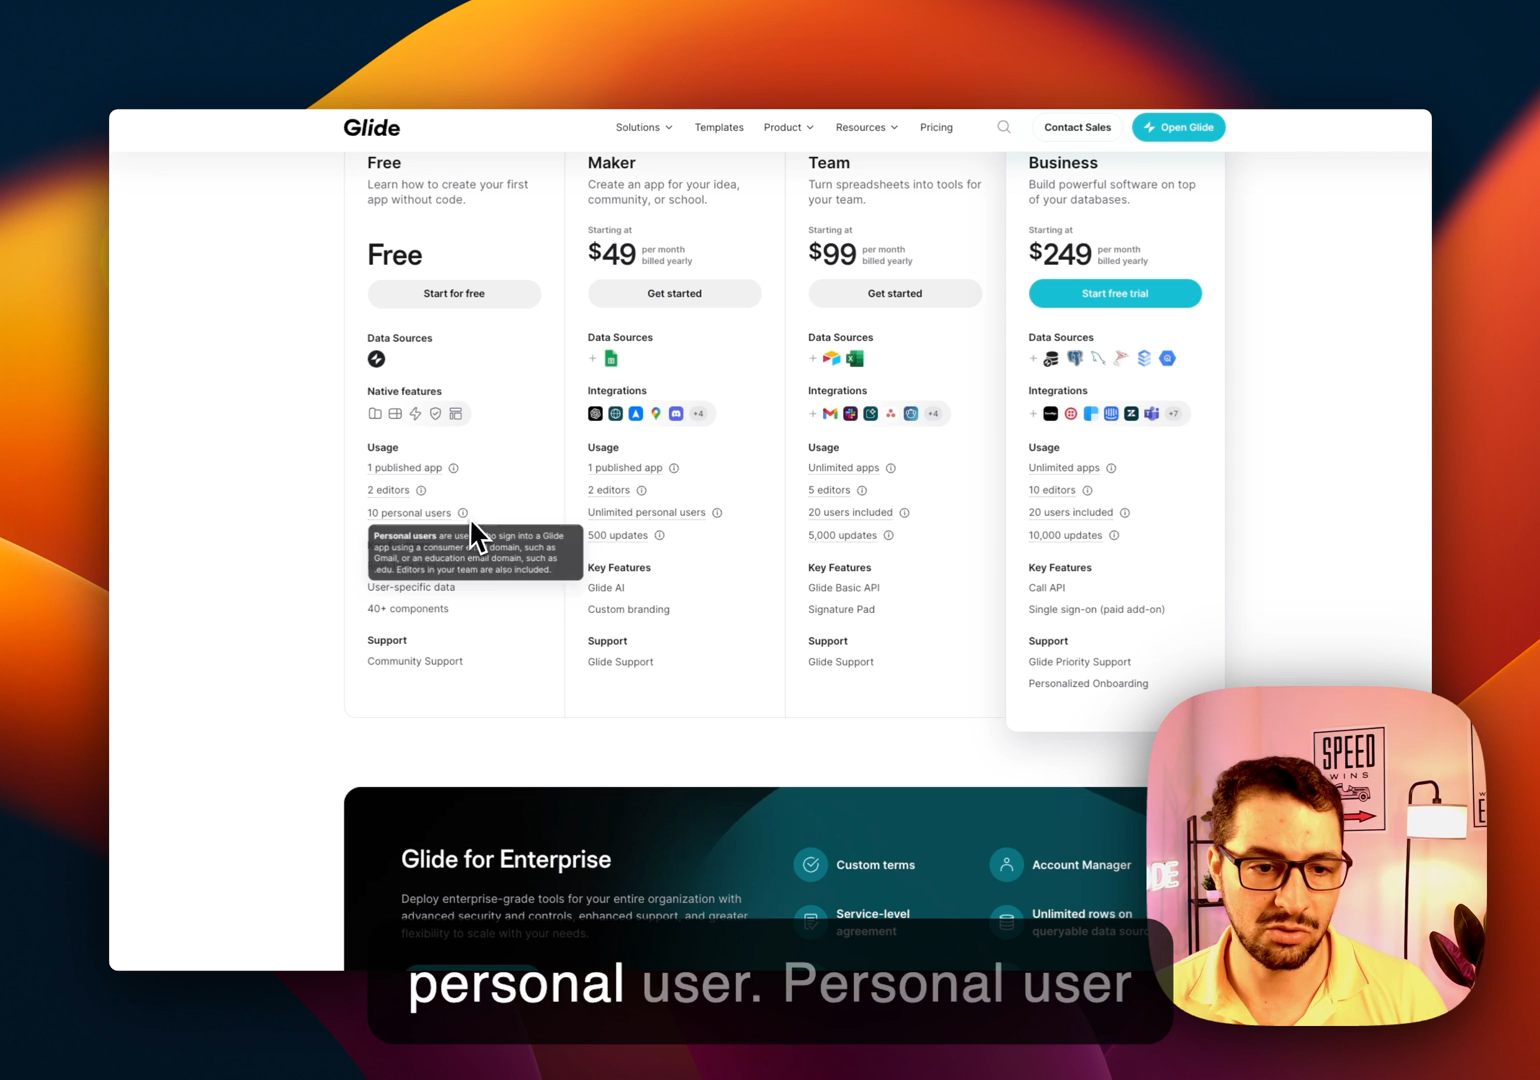 Glide
Solutions
Templates
Product
Resources
Pricing
Contact Sales
Open Glide
Free
Learn how to create your first
app without code.
Free
Start for free
Data Sources
Native features
Usage
1 published app
2 editors
10 personal users
Personal users are use
o sign into a Glide
app using a consumer
domain, such as
Gmail, or an education email domain, such as
.edu. Editors in your team are also included.
User-specific data
40+ components
Support
Community Support
Maker
Create an app for your idea,
community, or school.
Starting at
$49 per month
billed yearly
Get started
Data Sources
+
Integrations
+4
Usage
1 published app
2 editors
Unlimited personal users
500 updates
Key Features
Glide AI
Custom branding
Support
Glide Support
Team
Turn spreadsheets into tools for
your team.
Starting at
$99 per month
billed yearly
Get started
Data Sources
+
Integrations
+
+4
Usage
Unlimited apps
5 editors
20 users included
5,000 updates
Key Features
Glide Basic API
Signature Pad
Support
Glide Support
Business
Build powerful software on top
of your databases.
Starting at
$249 per month
billed yearly
Start free trial
Data Sources
+
Integrations
+
+7
Usage
Unlimited apps
10 editors
20 users included
10,000 updates
Key Features
Call API
Single sign-on (paid add-on)
Support
Glide Priority Support
Personalized Onboarding
Glide for Enterprise
Deploy enterprise-grade tools for your entire organization with
advanced security and controls, enhanced support, and greater
flexibility to scale with your needs.
Custom terms
Account Manager
Service-level
agreement
Unlimited rows on
queryable data sourc
SPEED
WINS
personal user. Personal user